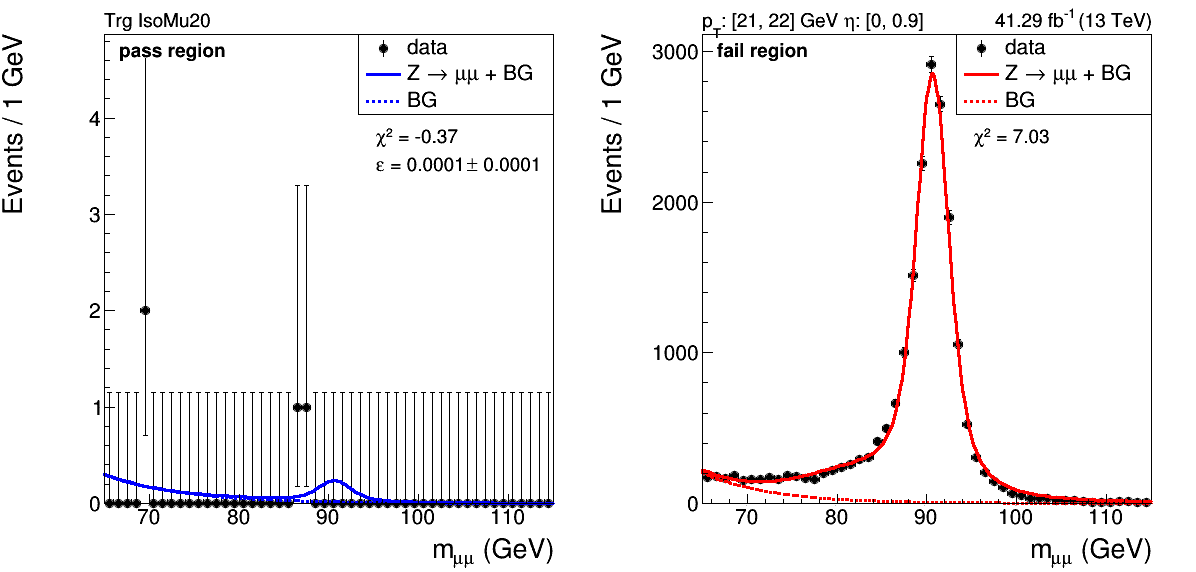 Trg IsoMu20
pass region
data
Z → μμ + BG
BG
χ² = -0.37
ε = 0.0001 ± 0.0001
Events / 1 GeV
4
3
2
1
0
70 80 90 100 110
m_μμ (GeV)
p_T: [21, 22] GeV η: [0, 0.9] 41.29 fb⁻¹ (13 TeV)
fail region
data
Z → μμ + BG
BG
χ² = 7.03
Events / 1 GeV
3000
2000
1000
0
70 80 90 100 110
m_μμ (GeV)